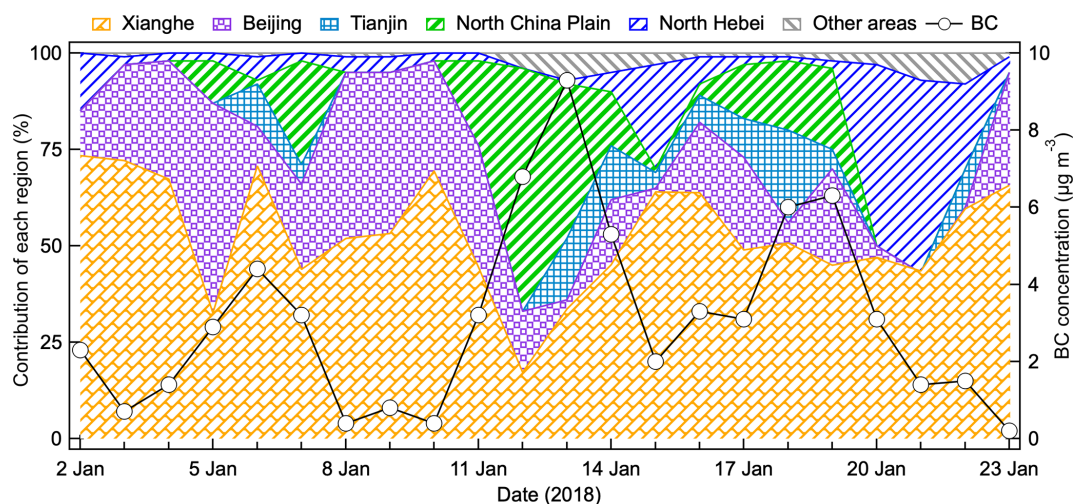 Xianghe Beijing Tianjin North China Plain North Hebei Other areas BC
Contribution of each region (%)
100
75
50
25
0
10
8
6
4
2
0
BC concentration (µg m⁻³)
2 Jan 5 Jan 8 Jan 11 Jan 14 Jan 17 Jan 20 Jan 23 Jan
Date (2018)